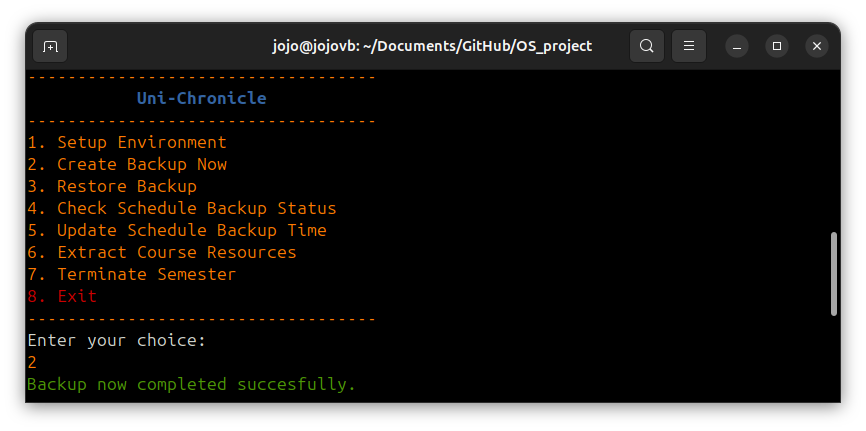 jojo@jojovb: ~/Documents/GitHub/OS_project
-----------------------------------
Uni-Chronicle
-----------------------------------
1. Setup Environment
2. Create Backup Now
3. Restore Backup
4. Check Schedule Backup Status
5. Update Schedule Backup Time
6. Extract Course Resources
7. Terminate Semester
8. Exit
-----------------------------------
Enter your choice:
2
Backup now completed succesfully.